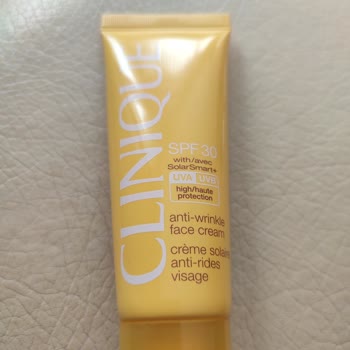 CLINIQUE
SPF 30
with/avec
SolarSmart+
UVA UVB
high/haute
protection
anti-wrinkle
face cream
crème solaire
anti-rides
visage